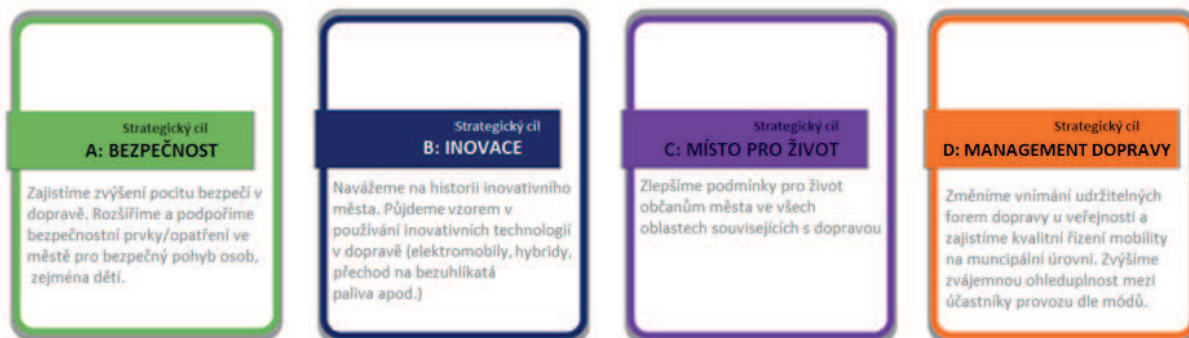 Strategický cíl
A: BEZPEČNOST
Zajistíme zvýšení pocitu bezpečí v
dopravě. Rozšíříme a podpoříme
bezpečnostní prvky/opatření ve
městě pro bezpečný pohyb osob,
zejména dětí.
Strategický cíl
B: INOVACE
Navážeme na historii inovativního
města. Půjdeme vzorem v
používání inovativních technologií
v dopravě (elektromobily, hybridy,
přechod na bezuhlíkatá
paliva apod.)
Strategický cíl
C: MÍSTO PRO ŽIVOT
Zlepšíme podmínky pro život
občanům města ve všech
oblastech souvisejících s dopravou
Strategický cíl
D: MANAGEMENT DOPRAVY
Změníme vnímání udržitelných
forem dopravy u veřejnosti a
zajistíme kvalitní řízení mobility
na muncipální úrovni. Zvýšíme
zvájemnou ohleduplnost mezi
účastníky provozu dle módů.